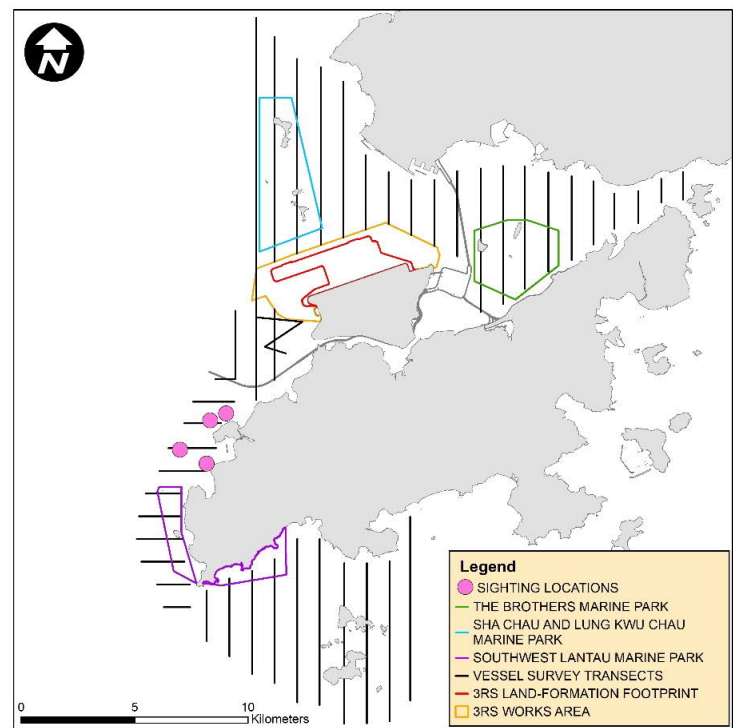 N
Legend
SIGHTING LOCATIONS
THE BROTHERS MARINE PARK
SHA CHAU AND LUNG KWU CHAU
MARINE PARK
SOUTHWEST LANTAU MARINE PARK
VESSEL SURVEY TRANSECTS
3RS LAND-FORMATION FOOTPRINT
3RS WORKS AREA
0 5 10
Kilometers